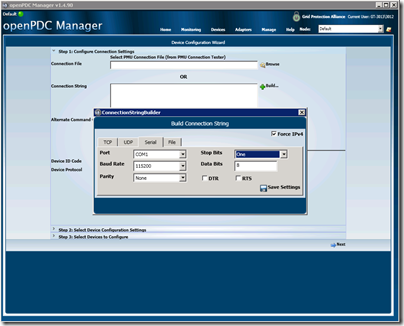 openPDC Manager v1.4.90
Default
openPDC Manager
Grid Protection Alliance Current User:
Home Monitoring Devices Adapters Manage Help Node: Default
Device Configuration Wizard
Step 1: Configure Connection Settings
Select PMU Connection File (from PMU Connection Tester)
Connection File Browse
OR
Connection String Build...
Alternate Command
ConnectionStringBuilder
Build Connection String
Force IPv4
TCP UDP Serial File
Port COM1 Stop Bits One
Baud Rate 115200 Data Bits 8
Parity None DTR RTS
Save Settings
Device ID Code
Device Protocol
Step 2: Select Device Configuration Settings
Step 3: Select Devices to Configure
Next